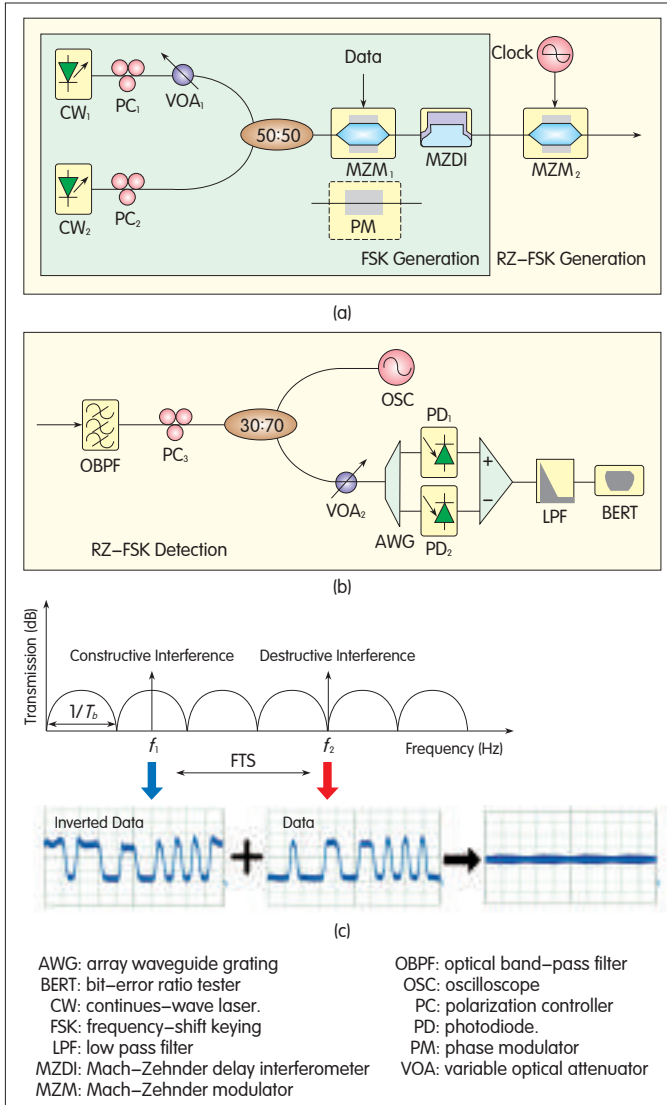 Data
Clock
CW1
PC1
VOA1
50:50
MZM1
MZDI
MZM2
CW2
PC2
PM
FSK Generation
RZ–FSK Generation
(a)
OSC
30:70
PD1
OBPF
PC3
+
−
VOA2
AWG
PD2
LPF
BERT
RZ–FSK Detection
(b)
Transmission (dB)
Constructive Interference
Destructive Interference
1/Tb
f1
f2
Frequency (Hz)
FTS
Inverted Data
Data
(c)
AWG: array waveguide grating
BERT: bit–error ratio tester
CW: continues–wave laser.
FSK: frequency–shift keying
LPF: low pass filter
MZDI: Mach–Zehnder delay interferometer
MZM: Mach–Zehnder modulator
OBPF: optical band–pass filter
OSC: oscilloscope
PC: polarization controller
PD: photodiode.
PM: phase modulator
VOA: variable optical attenuator